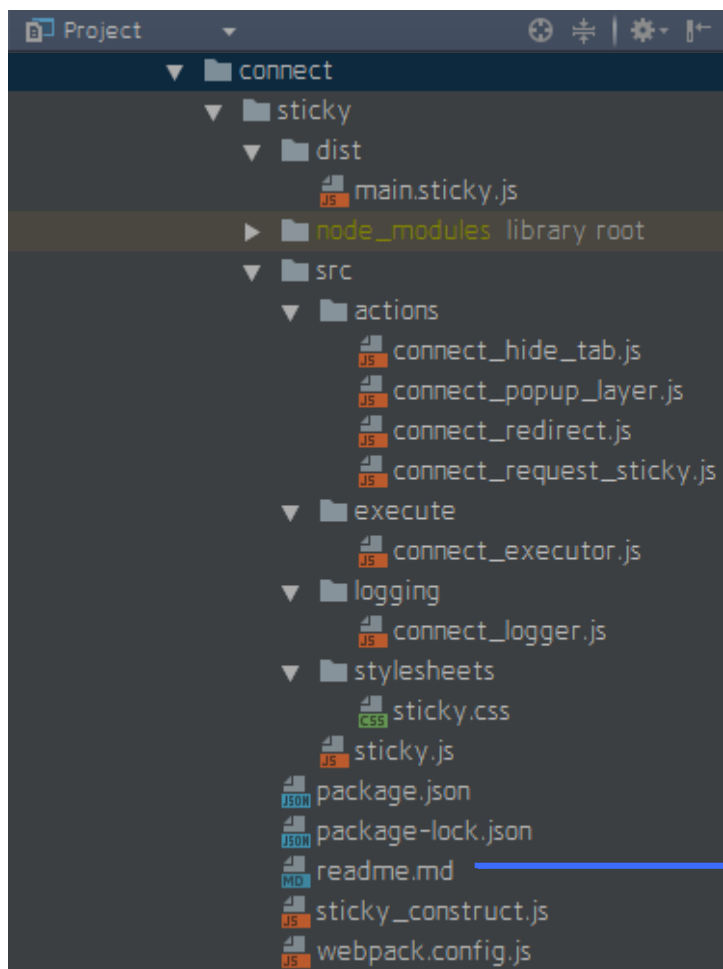 Project
connect
sticky
dist
main.sticky.js
node_modules library root
src
actions
connect_hide_tab.js
connect_popup_layer.js
connect_redirect.js
connect_request_sticky.js
execute
connect_executor.js
logging
connect_logger.js
stylesheets
sticky.css
sticky.js
package.json
package-lock.json
readme.md
sticky_construct.js
webpack.config.js